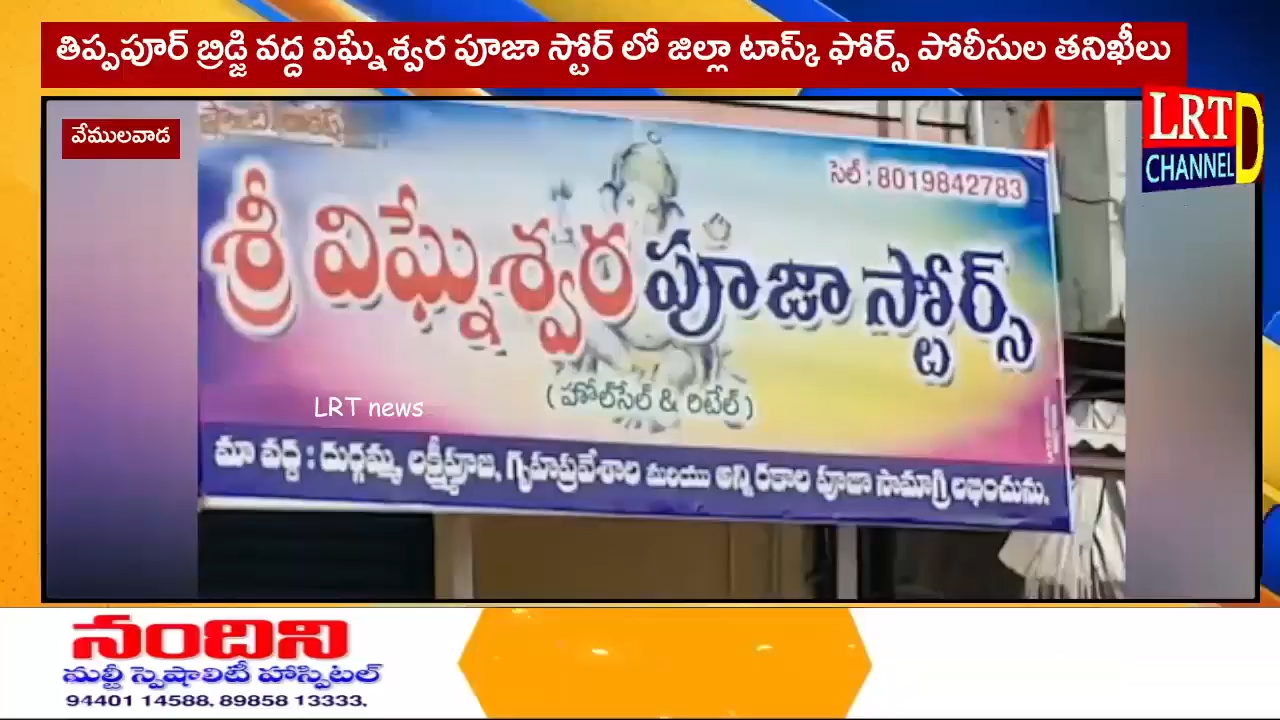 తిప్పపూర్ బ్రిడ్జి వద్ద విఘ్నేశ్వర పూజా స్టోర్ లో జిల్లా టాస్క్ ఫోర్స్ పోలీసుల తనిఖీలు
వేములవాడ
LRT
CHANNEL
D
సెల్ : 8019842783
శ్రీ విఘ్నేశ్వర పూజా స్టోర్స్
(హోల్‌సేల్ & రిటైల్)
LRT news
మా వద్ద : దుర్గమ్మ, లక్ష్మీపూజ, గృహప్రవేశాల మరియు అన్ని రకాల పూజా సామాగ్రి లభించును.
నందిని
మల్టీ స్పెషాలిటీ హాస్పిటల్
94401 14588, 89858 13333,